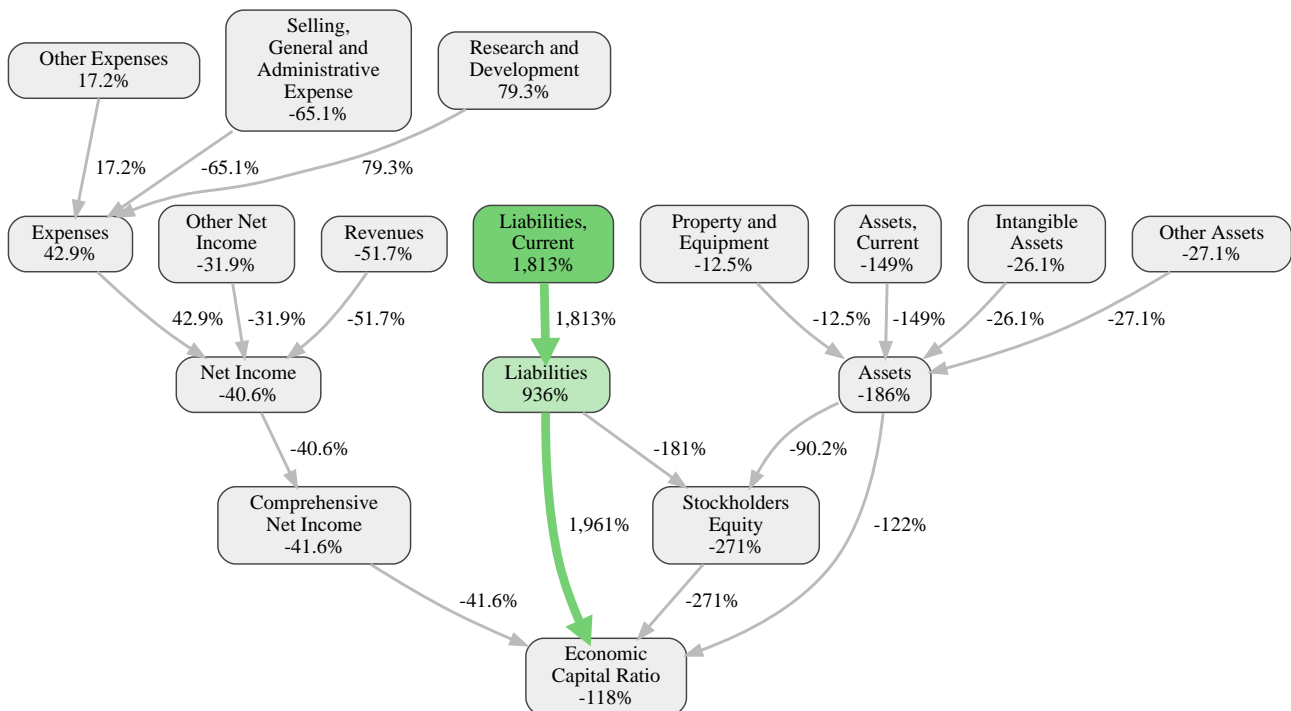 Other Expenses
17.2%
Selling,
General and
Administrative
Expense
-65.1%
Research and
Development
79.3%
17.2%
-65.1%
79.3%
Expenses
42.9%
Other Net
Income
-31.9%
Revenues
-51.7%
Liabilities,
Current
1,813%
Property and
Equipment
-12.5%
Assets,
Current
-149%
Intangible
Assets
-26.1%
Other Assets
-27.1%
42.9%
-31.9%
-51.7%
1,813%
-12.5%
-149%
-26.1%
-27.1%
Net Income
-40.6%
Liabilities
936%
Assets
-186%
-40.6%
-181%
-90.2%
Comprehensive
Net Income
-41.6%
1,961%
Stockholders
Equity
-271%
-122%
-41.6%
-271%
Economic
Capital Ratio
-118%